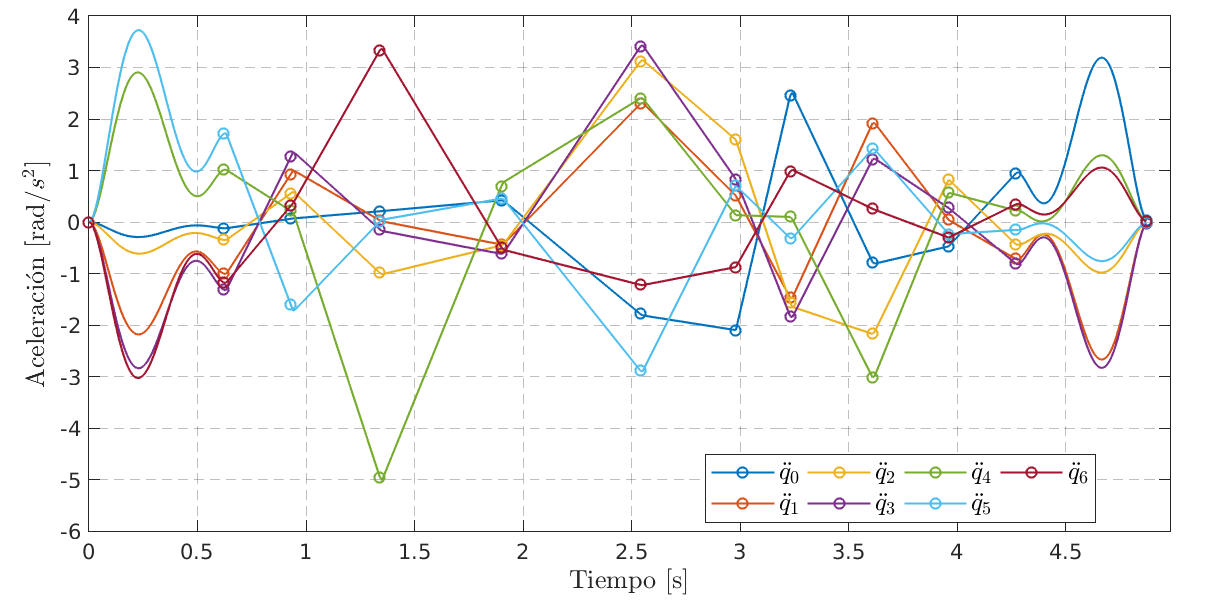 4
3
2
1
0
-1
-2
-3
-4
-5
-6
Aceleración [rad/s²]
0 0.5 1 1.5 2 2.5 3 3.5 4 4.5
Tiempo [s]
q̈₀ q̈₂ q̈₄ q̈₆
q̈₁ q̈₃ q̈₅